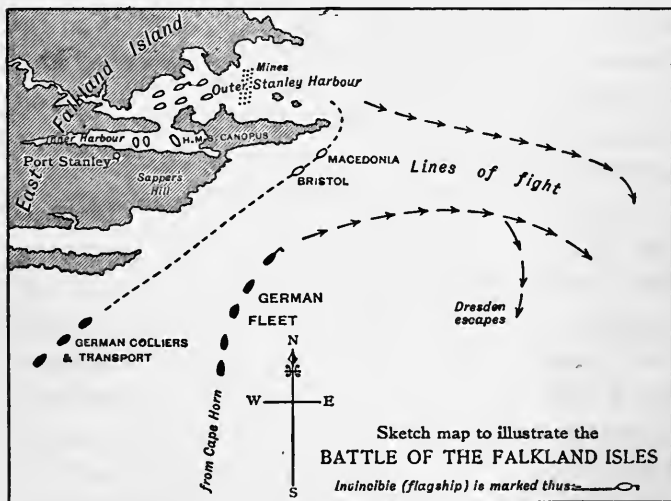 East Falkland Island
Mines
Outer Stanley Harbour
Inner Harbour
H.M.S. CANOPUS
Port Stanley
Sappers
Hill
MACEDONIA
BRISTOL
Lines of fight
GERMAN
FLEET
GERMAN COLLIERS
& TRANSPORT
Dresden
escapes
from Cape Horn
N
W
E
S
Sketch map to illustrate the
BATTLE OF THE FALKLAND ISLES
Invincible (flagship) is marked thus: